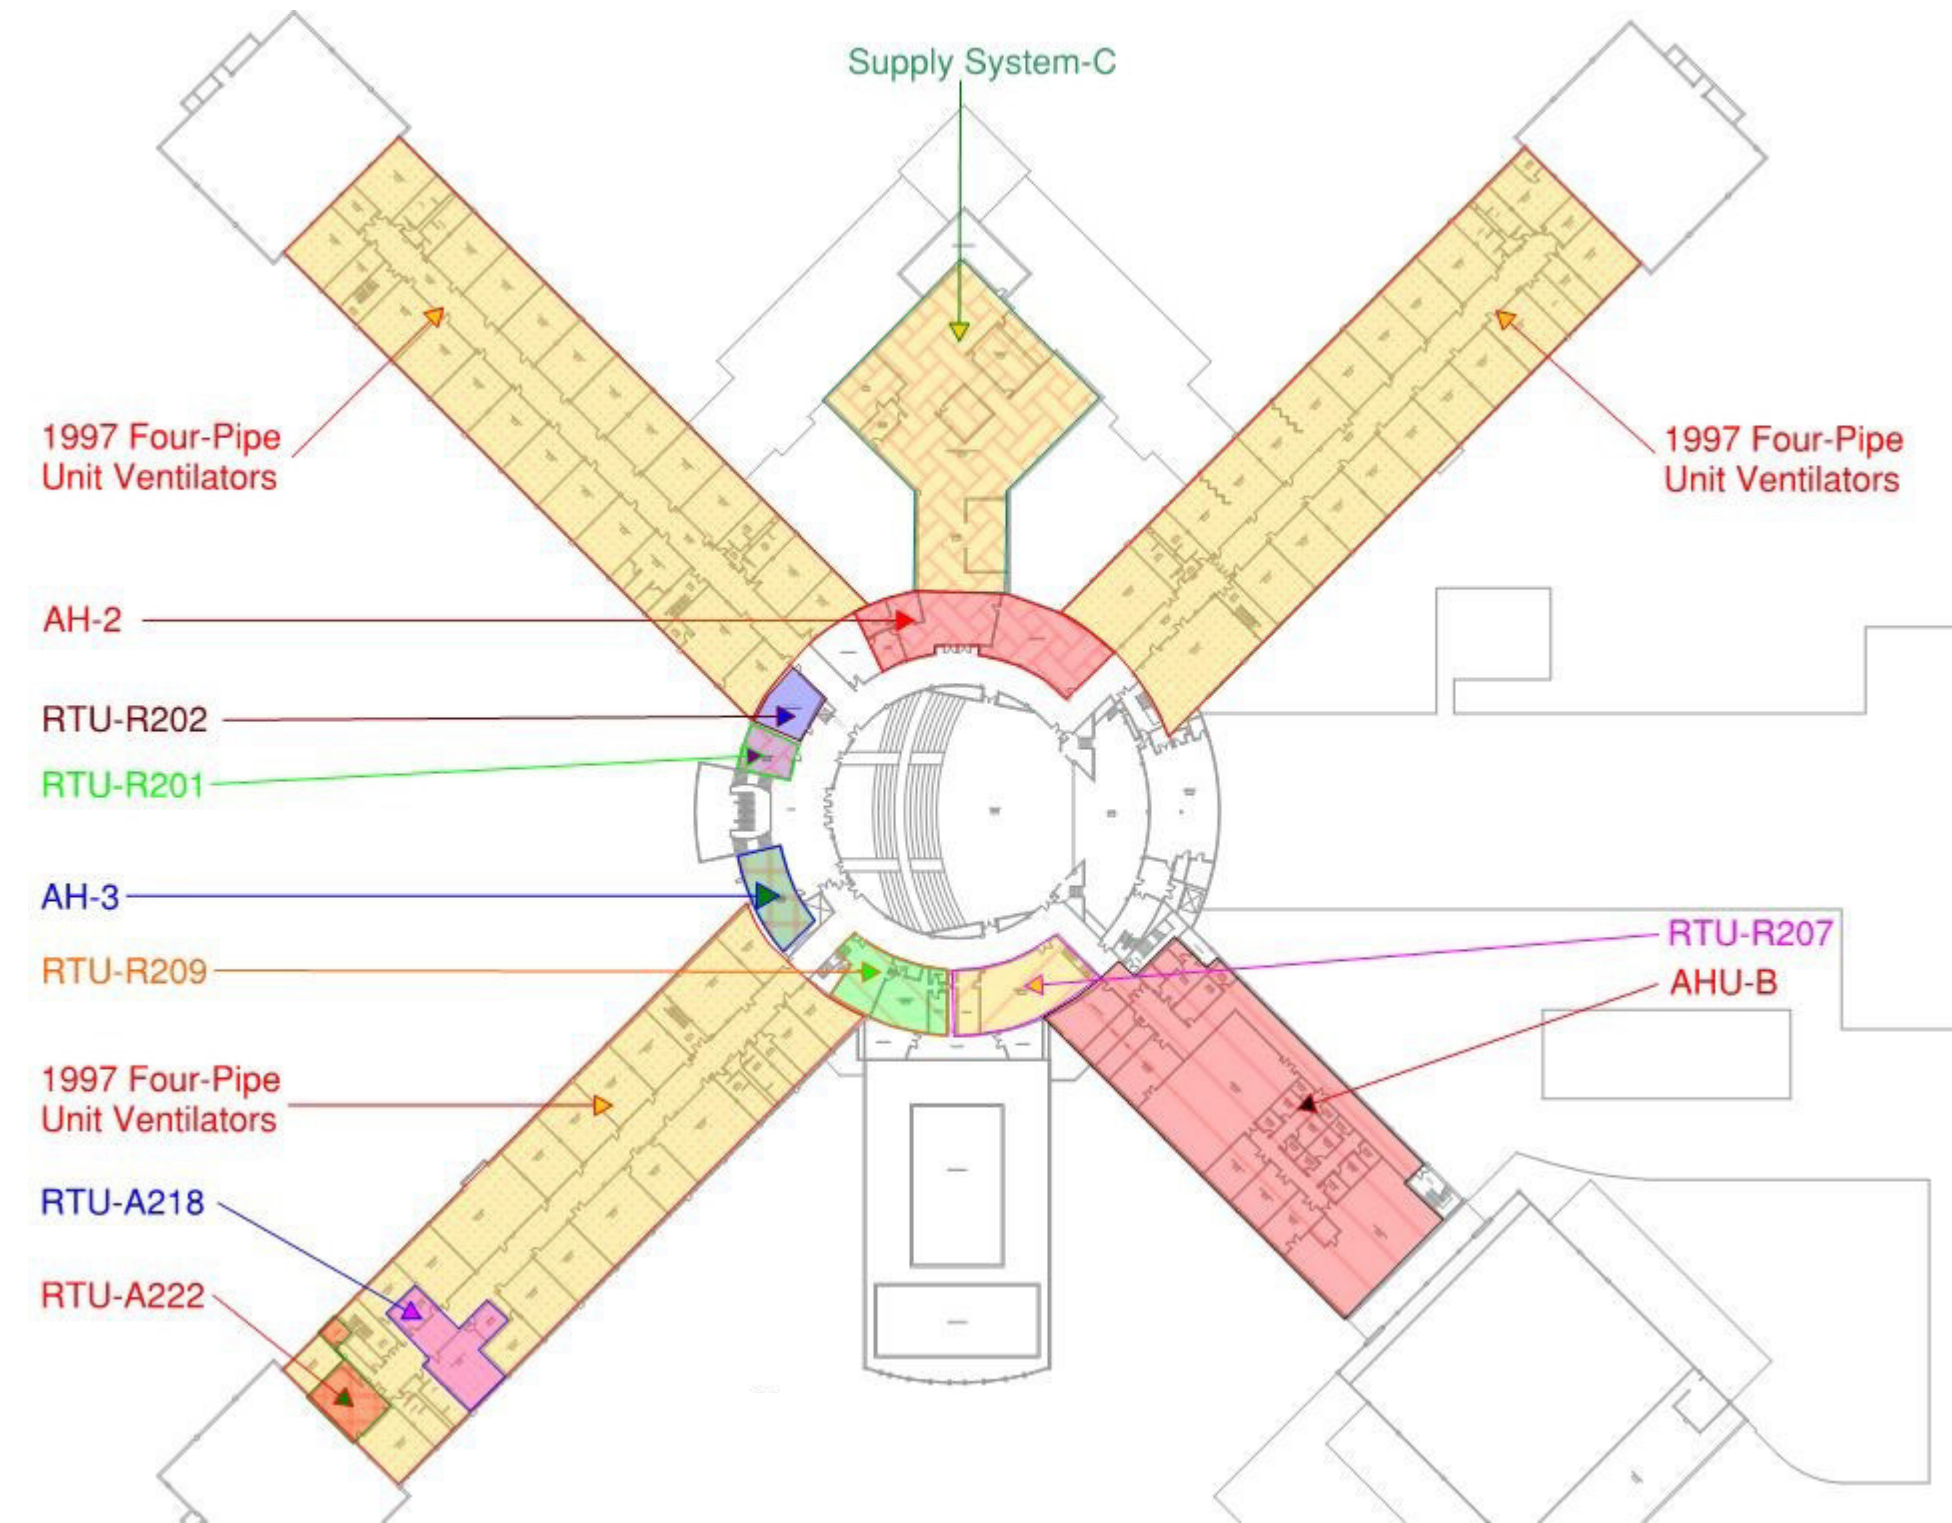 Supply System-C
1997 Four-Pipe
Unit Ventilators
1997 Four-Pipe
Unit Ventilators
AH-2
RTU-R202
RTU-R201
AH-3
RTU-R207
RTU-R209
AHU-B
1997 Four-Pipe
Unit Ventilators
RTU-A218
RTU-A222